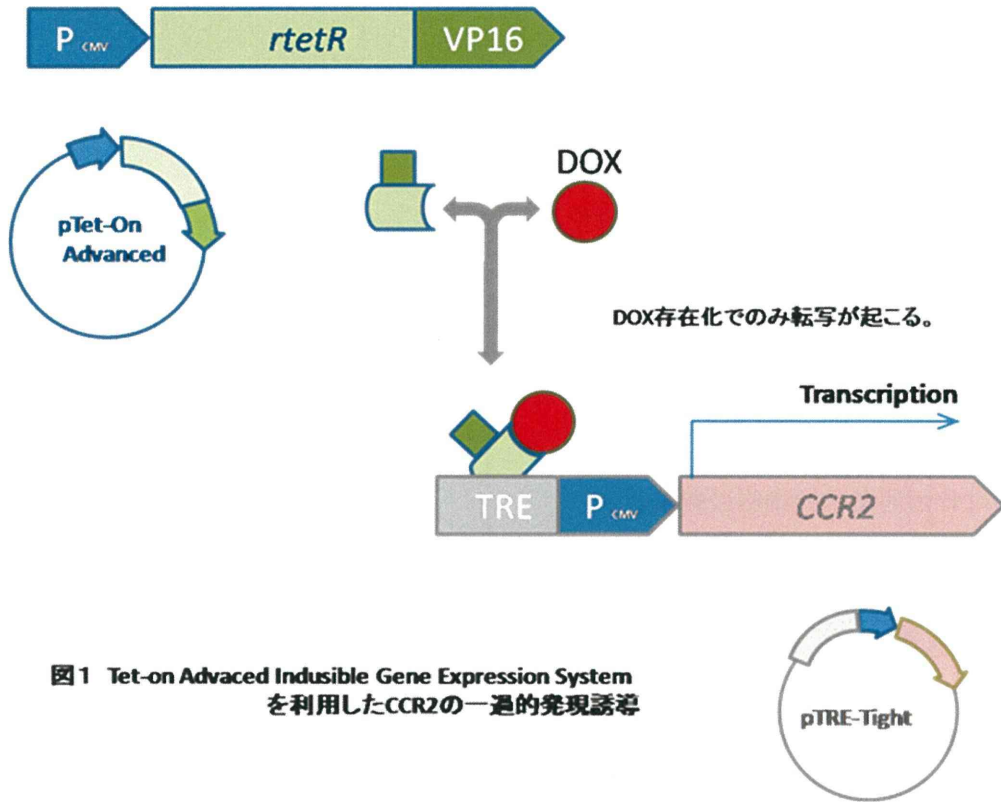 P CMV rtetR VP16
pTet-On
Advanced
DOX
DOX存在化でのみ転写が起こる。
Transcription
TRE P CMV CCR2
図1 Tet-on Advaced Indusible Gene Expression System
を利用したCCR2の一過的発現誘導
pTRE-Tight